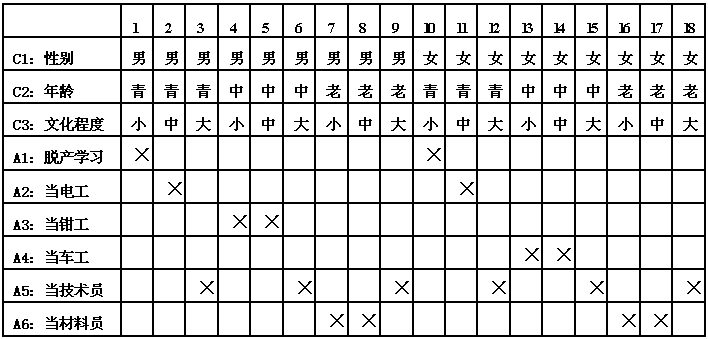 1 2 3 4 5 6 7 8 9 10 11 12 13 14 15 16 17 18
C1：性别 男 男 男 男 男 男 男 男 男 女 女 女 女 女 女 女 女 女
C2：年龄 青 青 青 中 中 中 老 老 老 青 青 青 中 中 中 老 老 老
C3：文化程度 小 中 大 小 中 大 小 中 大 小 中 大 小 中 大 小 中 大
A1：脱产学习 × ×
A2：当电工 × ×
A3：当钳工 × ×
A4：当车工 × ×
A5：当技术员 × × × × × ×
A6：当材料员 × × × ×